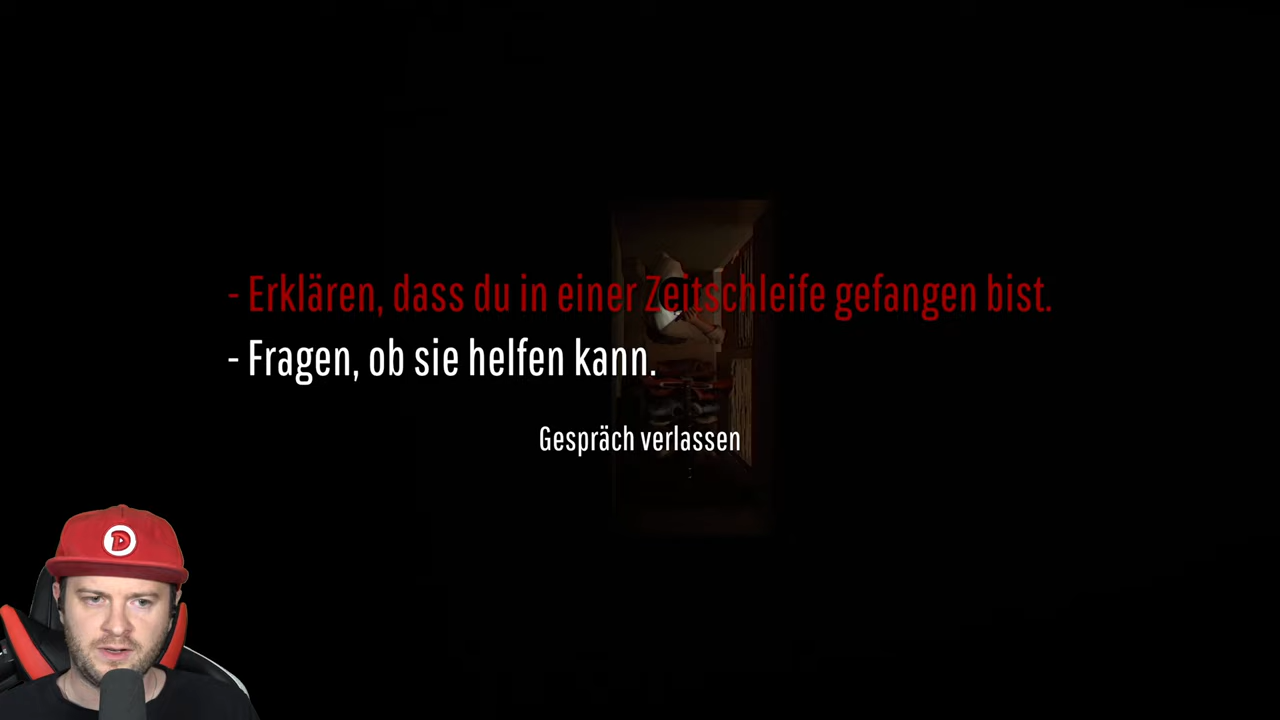 - Erklären, dass du in einer Zeitschleife gefangen bist.
- Fragen, ob sie helfen kann.
Gespräch verlassen
D